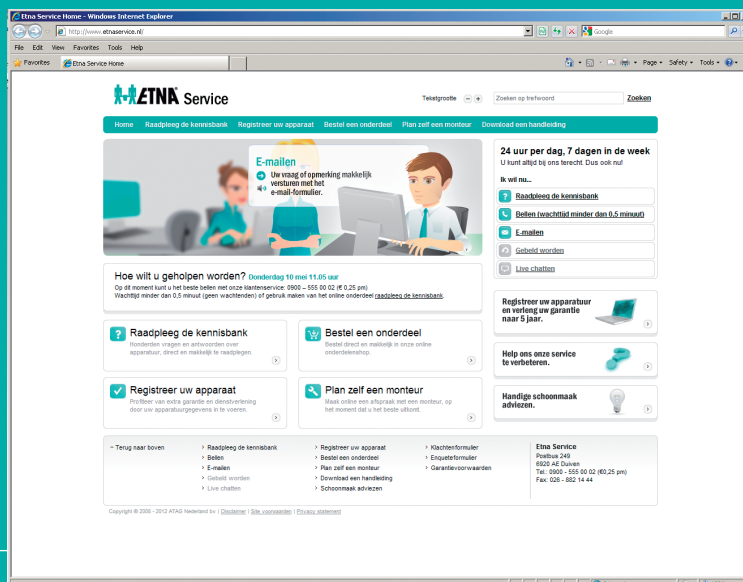 Etna Service Home - Windows Internet Explorer
http://www.etnaservice.nl/
Google
File Edit View Favorites Tools Help
Favorites
Etna Service Home
Page
Safety
Tools
ETNA Service
Tekstgrootte
Zoeken op trefwoord
Zoeken
Home
Raadpleeg de kennisbank
Registreer uw apparaat
Bestel een onderdeel
Plan zelf een monteur
Download een handleiding
E-mailen
Uw vraag of opmerking makkelijk
versturen met het
e-mail-formulier.
24 uur per dag, 7 dagen in de week
U kunt altijd bij ons terecht. Dus ook nu!
Ik wil nu...
Raadpleeg de kennisbank
Bellen (wachttijd minder dan 0,5 minuut)
E-mailen
Gebeld worden
Live chatten
Hoe wilt u geholpen worden? Donderdag 10 mei 11.05 uur
Op dit moment kunt u het beste bellen met onze klantenservice: 0900 – 555 00 02 (€ 0,25 pm)
Wachttijd minder dan 0,5 minuut (geen wachtenden) of gebruik maken van het online onderdeel raadpleeg de kennisbank.
Raadpleeg de kennisbank
Honderden vragen en antwoorden over
apparatuur, direct en makkelijk te raadplegen.
Bestel een onderdeel
Bestel direct en makkelijk in onze online
onderdelenshop.
Registreer uw apparaat
Profiteer van extra garantie en dienstverlening
door uw apparatuurgegevens in te voeren.
Plan zelf een monteur
Maak online een afspraak met een monteur, op
het moment dat u het beste uitkomt.
Registreer uw apparatuur
en verleng uw garantie
naar 5 jaar.
Help ons onze service
te verbeteren.
Handige schoonmaak
adviezen.
Terug naar boven
Raadpleeg de kennisbank
Bellen
E-mailen
Gebeld worden
Live chatten
Registreer uw apparaat
Bestel een onderdeel
Plan zelf een monteur
Download een handleiding
Schoonmaak adviezen
Klachtenformulier
Enqueteformulier
Garantievoorwaarden
Etna Service
Postbus 249
6920 AE Duiven
Tel.: 0900 - 555 00 02 (€0,25 pm)
Fax: 026 - 882 14 44
Copyright © 2008 - 2012 ATAG Nederland bv | Disclaimer | Site voorwaarden | Privacy statement